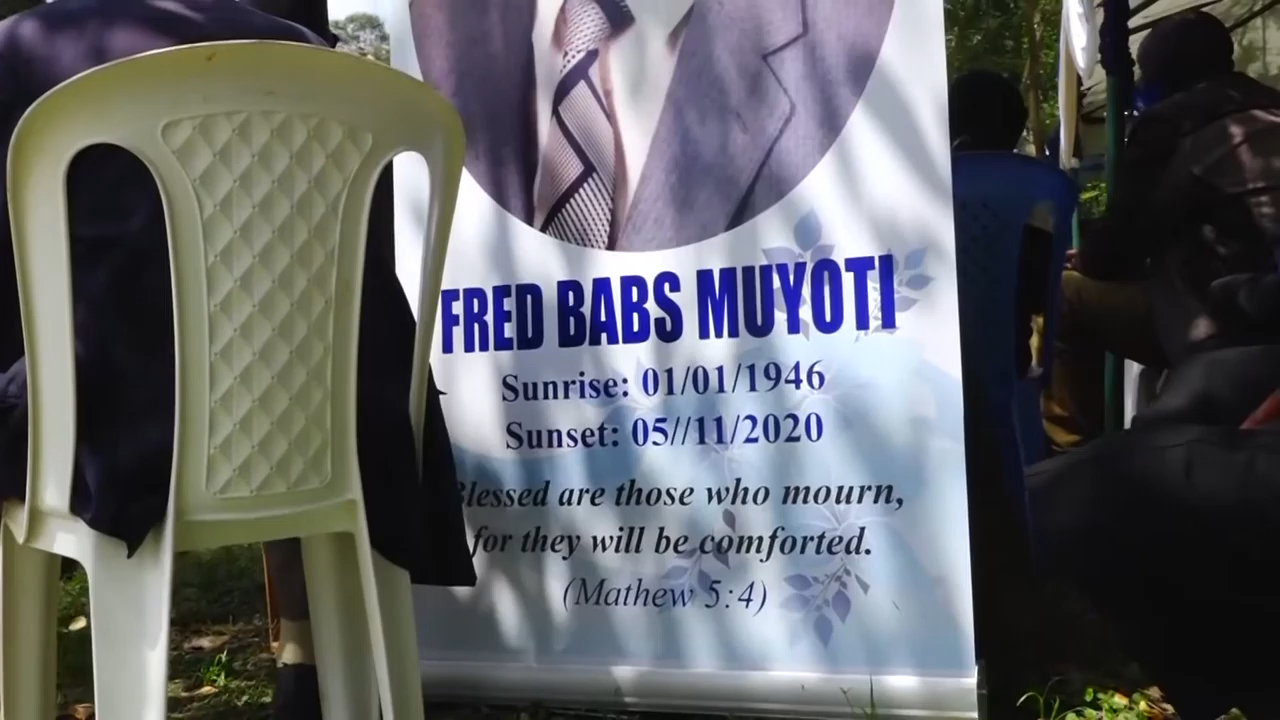 FRED BABS MUYOTI
Sunrise: 01/01/1946
Sunset: 05//11/2020
Blessed are those who mourn,
for they will be comforted.
(Mathew 5:4)